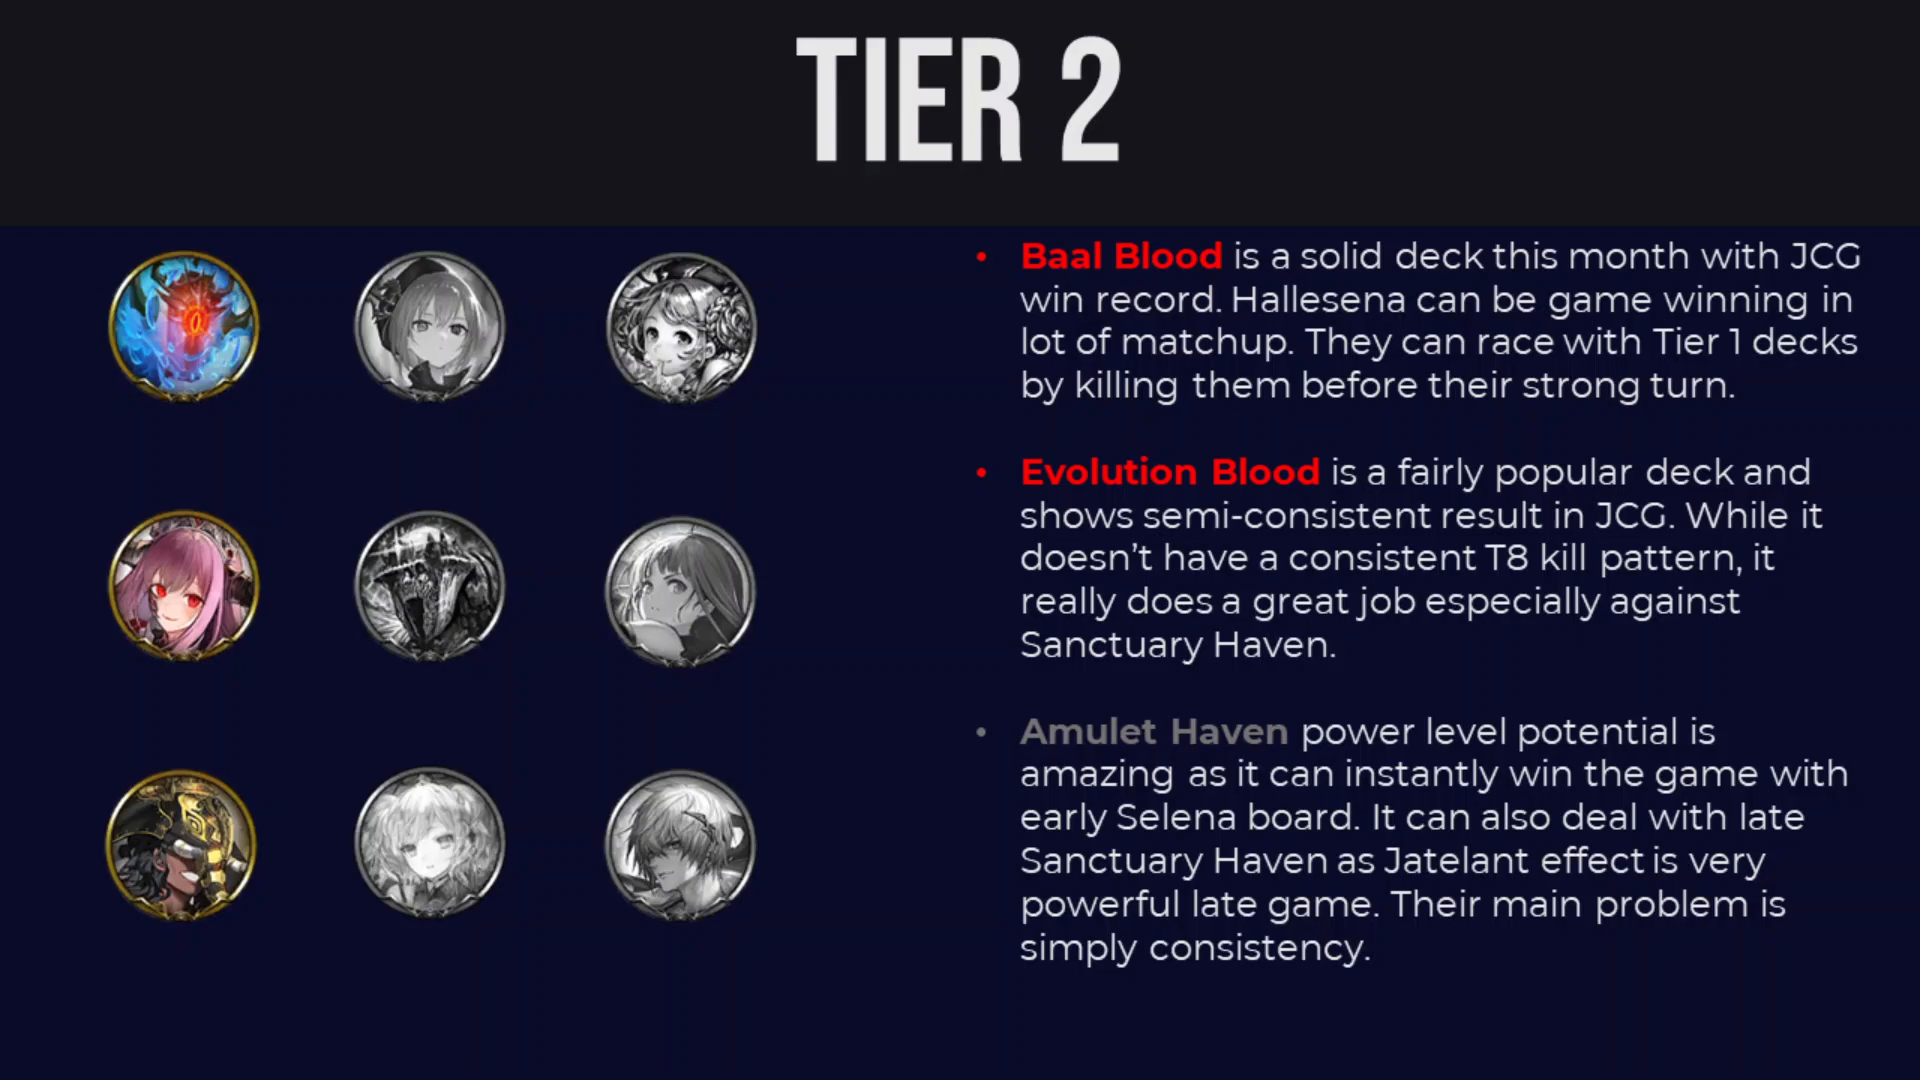 TIER 2
• Baal Blood is a solid deck this month with JCG
win record. Hallesena can be game winning in
lot of matchup. They can race with Tier 1 decks
by killing them before their strong turn.
• Evolution Blood is a fairly popular deck and
shows semi-consistent result in JCG. While it
doesn’t have a consistent T8 kill pattern, it
really does a great job especially against
Sanctuary Haven.
• Amulet Haven power level potential is
amazing as it can instantly win the game with
early Selena board. It can also deal with late
Sanctuary Haven as Jatelant effect is very
powerful late game. Their main problem is
simply consistency.